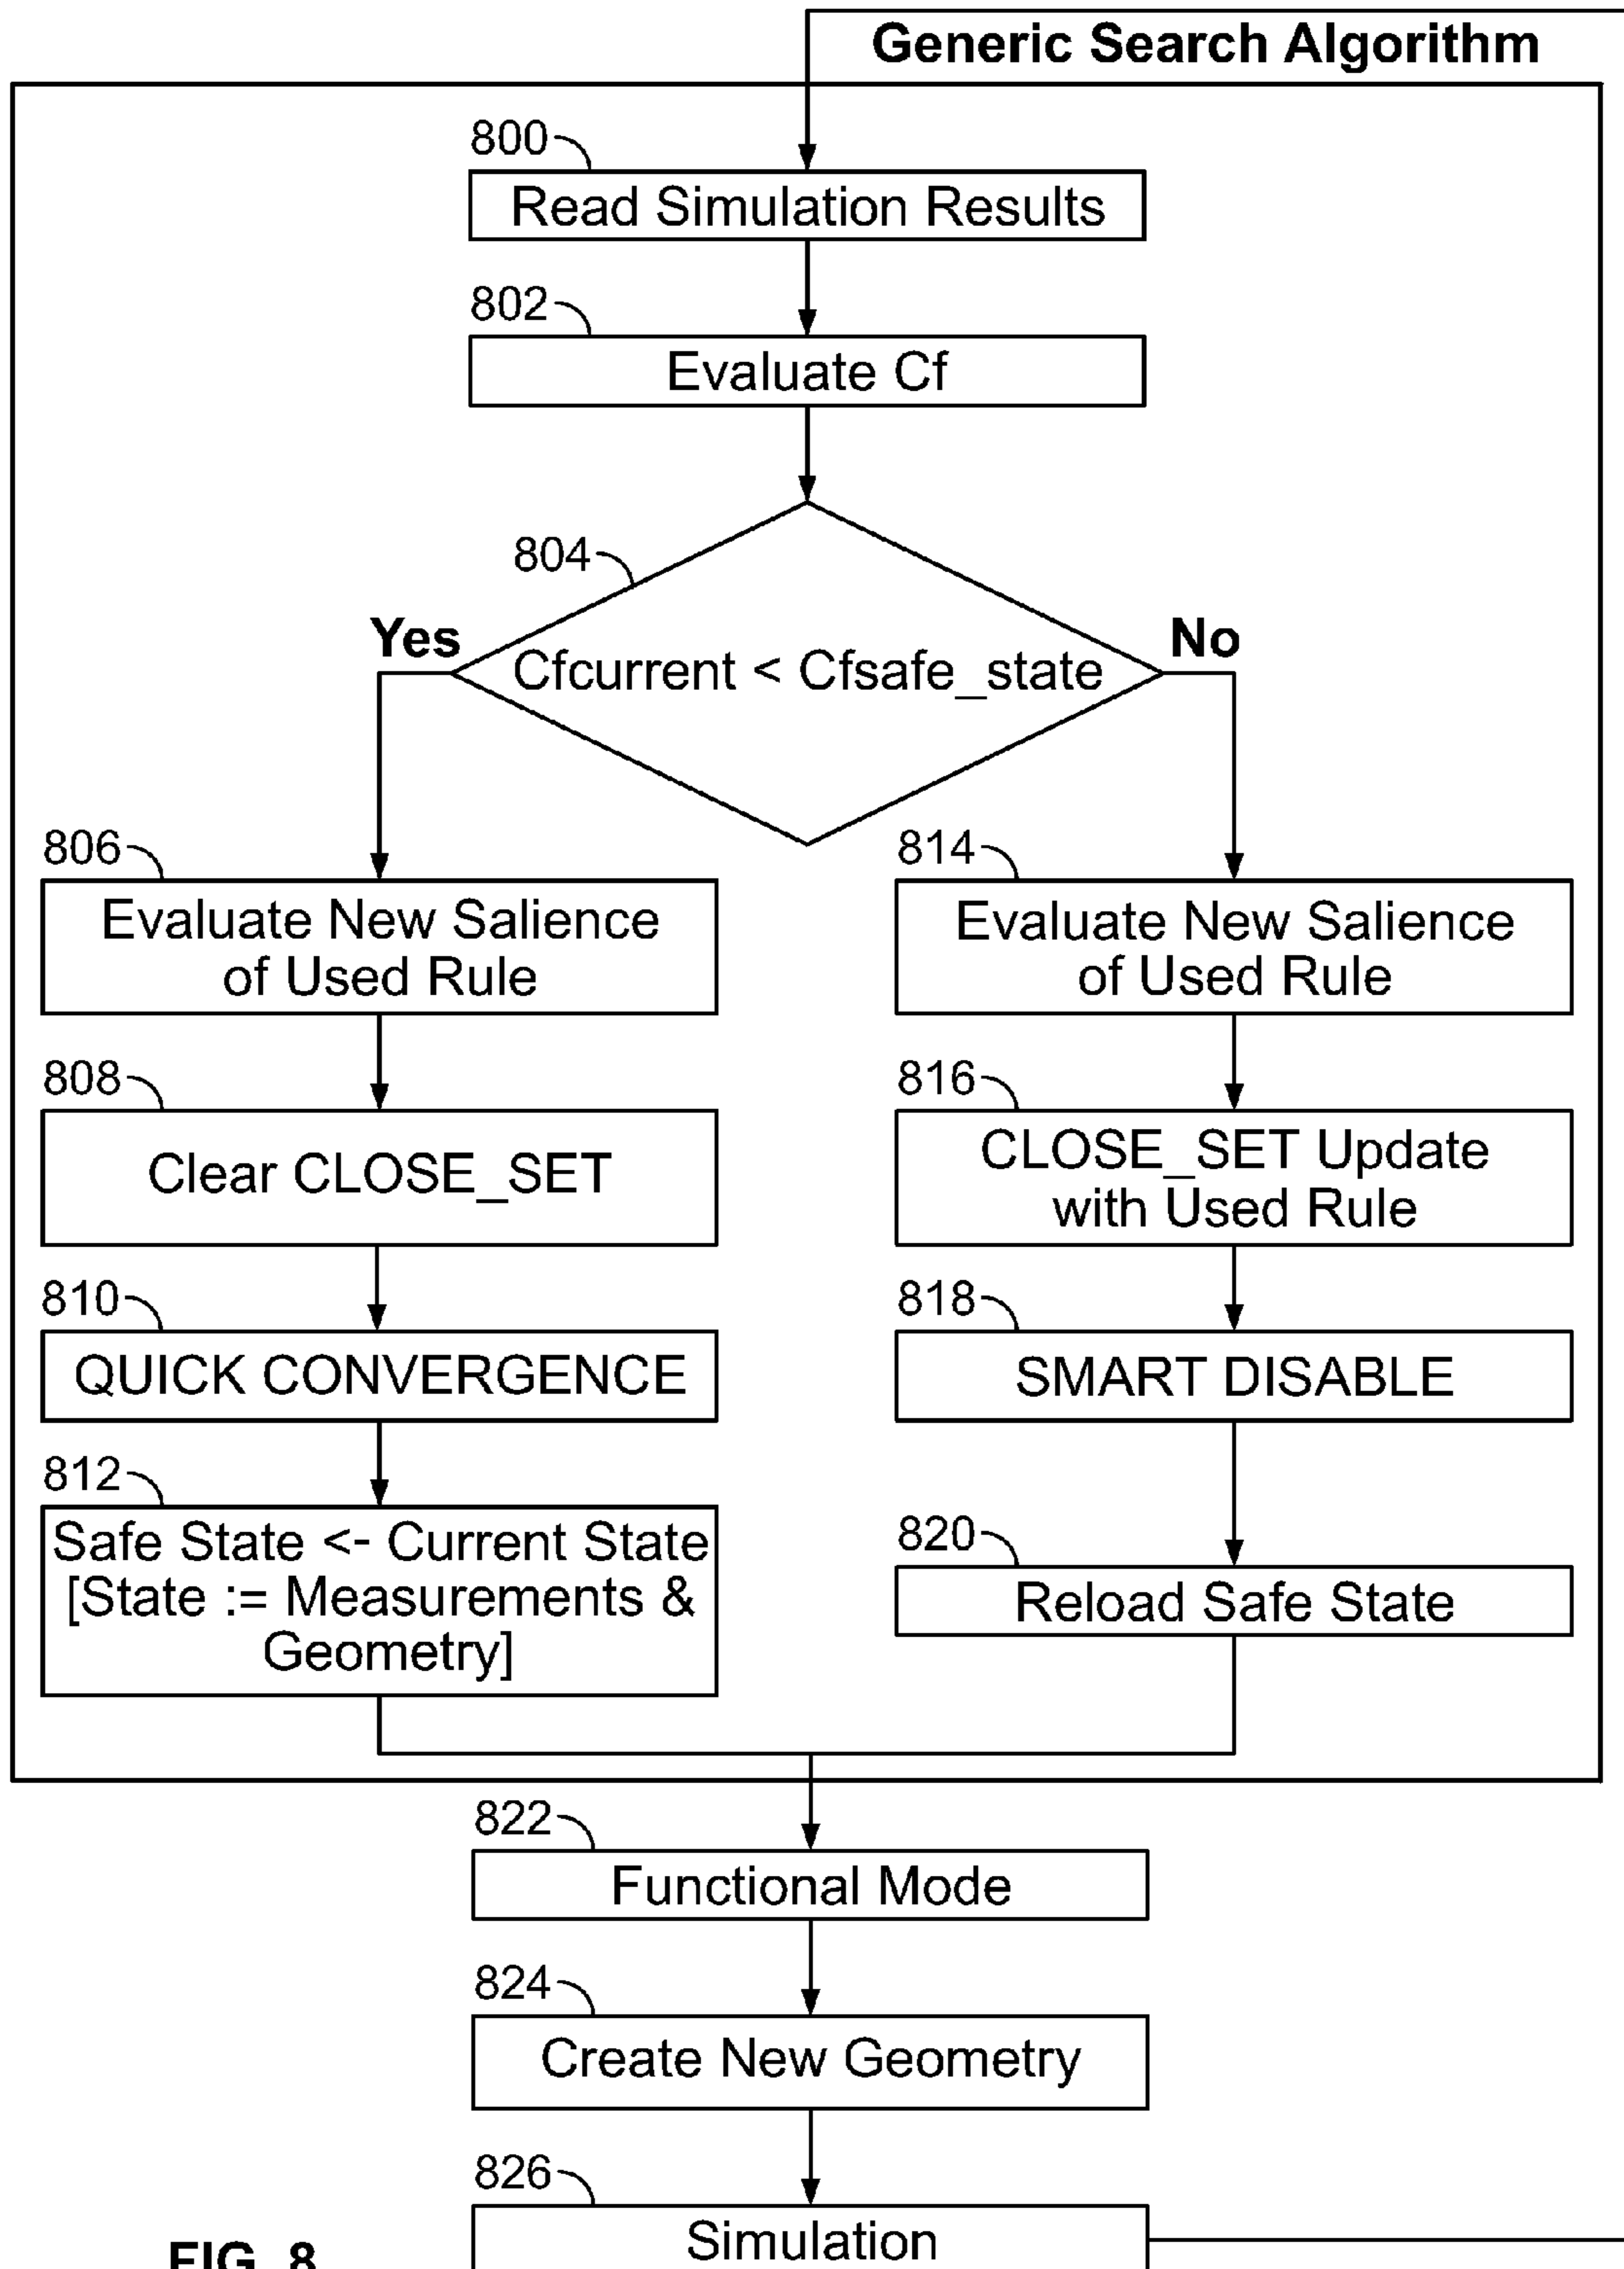 Generic Search Algorithm
800
Read Simulation Results
802
Evaluate Cf
804
Yes
No
Cfcurrent < Cfsafe_state
806
Evaluate New Salience
of Used Rule
808
Clear CLOSE_SET
810
QUICK CONVERGENCE
812
Safe State <- Current State
[State := Measurements &
Geometry]
814
Evaluate New Salience
of Used Rule
816
CLOSE_SET Update
with Used Rule
818
SMART DISABLE
820
Reload Safe State
822
Functional Mode
824
Create New Geometry
826
Simulation
FIG. 8